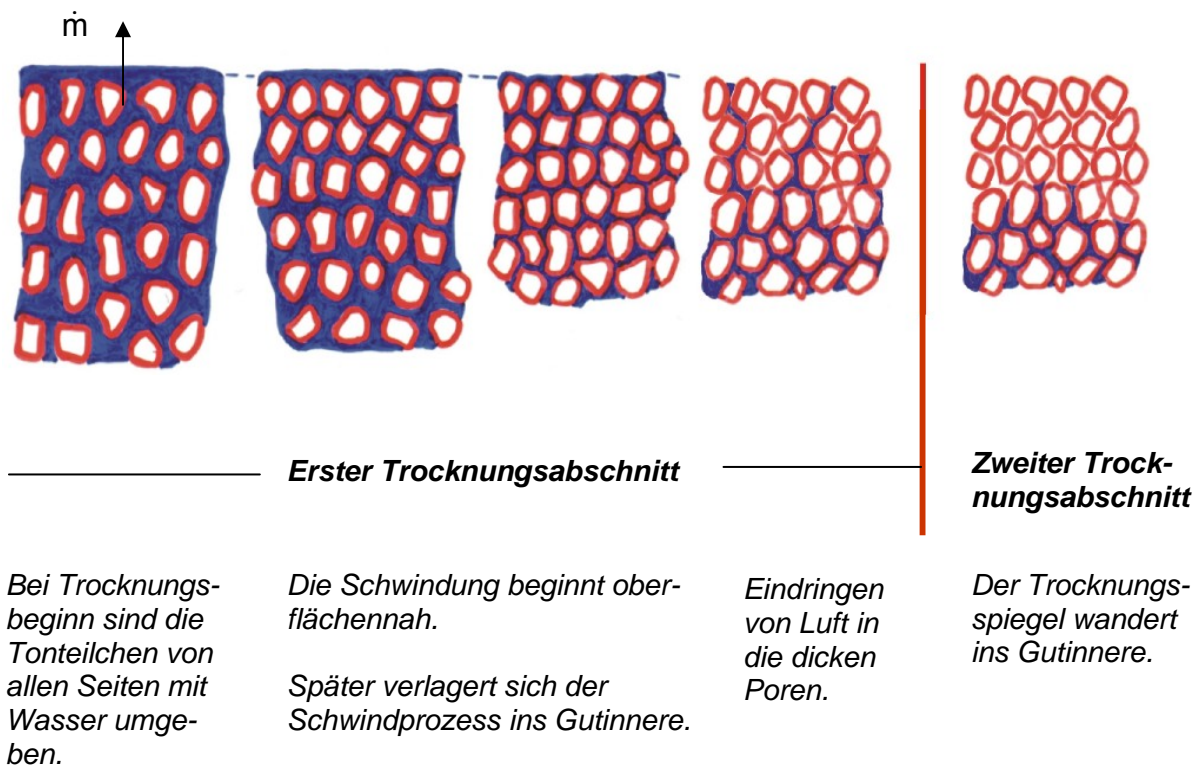 ṁ
Erster Trocknungsabschnitt
Zweiter Trock-
nungsabschnitt
Bei Trocknungs-
beginn sind die
Tonteilchen von
allen Seiten mit
Wasser umge-
ben.
Die Schwindung beginnt ober-
flächennah.
Später verlagert sich der
Schwindprozess ins Gutinnere.
Eindringen
von Luft in
die dicken
Poren.
Der Trocknungs-
spiegel wandert
ins Gutinnere.